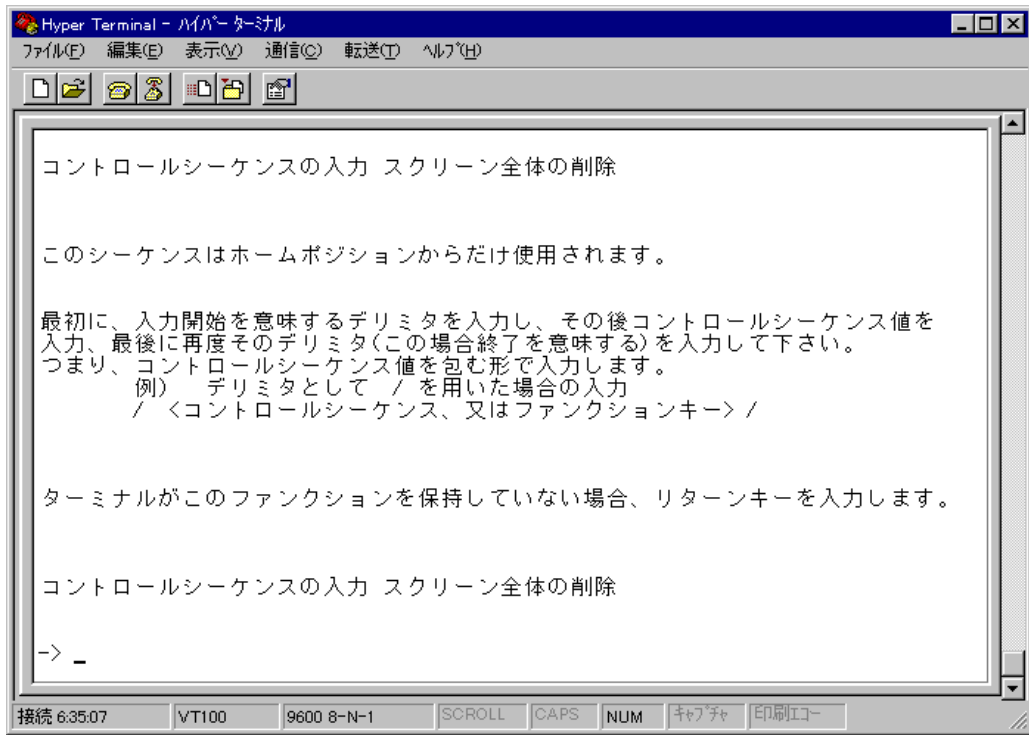 Hyper Terminal - ﾊｲﾊﾟｰ ﾀｰﾐﾅﾙ
ﾌｧｲﾙ(F) 編集(E) 表示(V) 通信(C) 転送(T) ﾍﾙﾌﾟ(H)
コントロールシーケンスの入力 スクリーン全体の削除
このシーケンスはホームポジションからだけ使用されます。
最初に、入力開始を意味するデリミタを入力し、その後コントロールシーケンス値を
入力、最後に再度そのデリミタ(この場合終了を意味する)を入力して下さい。
つまり、コントロールシーケンス値を包む形で入力します。
例) デリミタとして / を用いた場合の入力
/ <コントロールシーケンス、又はファンクションキー> /
ターミナルがこのファンクションを保持していない場合、リターンキーを入力します。
コントロールシーケンスの入力 スクリーン全体の削除
-> _
接続 6:35:07 VT100 9600 8-N-1 SCROLL CAPS NUM ｷｬﾌﾟﾁｬ 印刷ｴｺｰ